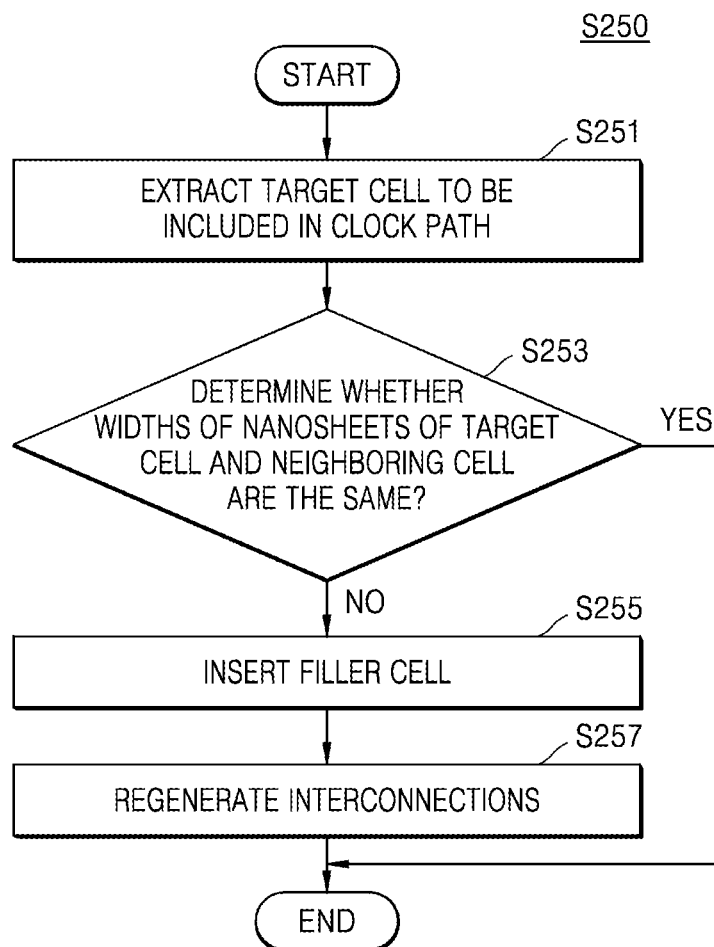 S250
START
S251
EXTRACT TARGET CELL TO BE
INCLUDED IN CLOCK PATH
S253
DETERMINE WHETHER
WIDTHS OF NANOSHEETS OF TARGET
CELL AND NEIGHBORING CELL
ARE THE SAME?
YES
NO
S255
INSERT FILLER CELL
S257
REGENERATE INTERCONNECTIONS
END